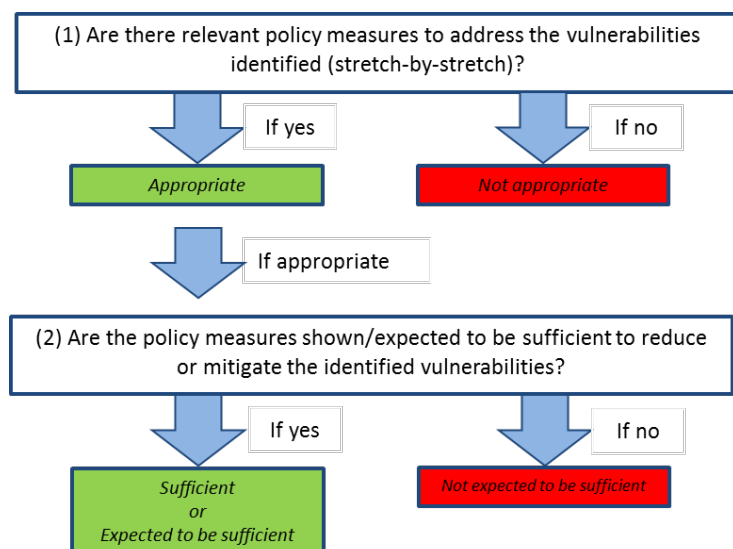 (1) Are there relevant policy measures to address the vulnerabilities
identified (stretch-by-stretch)?
If yes
If no
Appropriate
Not appropriate
If appropriate
(2) Are the policy measures shown/expected to be sufficient to reduce
or mitigate the identified vulnerabilities?
If yes
If no
Sufficient
or
Expected to be sufficient
Not expected to be sufficient